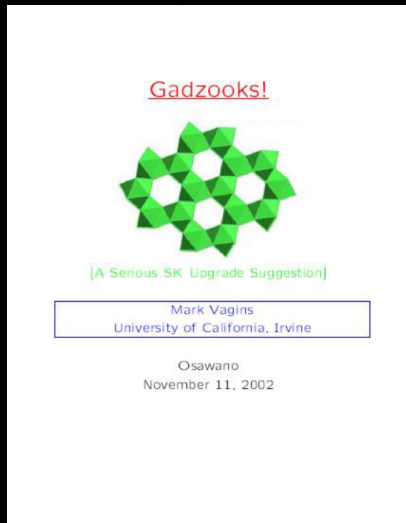 Gadzooks!
[A Serious SK Upgrade Suggestion]
Mark Vagins
University of California, Irvine
Osawano
November 11, 2002